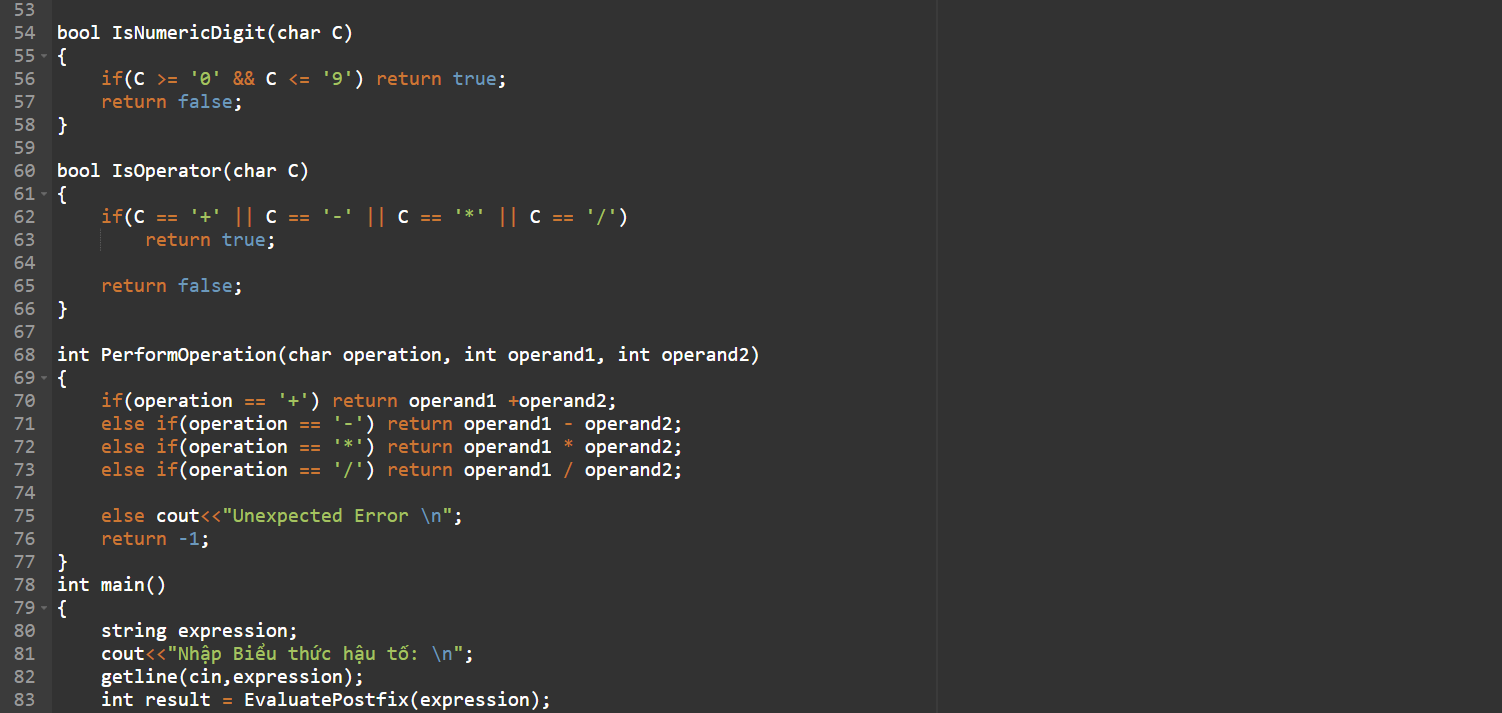 53
54 bool IsNumericDigit(char C)
55 {
56     if(C >= '0' && C <= '9') return true;
57     return false;
58 }
59
60 bool IsOperator(char C)
61 {
62     if(C == '+' || C == '-' || C == '*' || C == '/')
63         return true;
64
65     return false;
66 }
67
68 int PerformOperation(char operation, int operand1, int operand2)
69 {
70     if(operation == '+') return operand1 +operand2;
71     else if(operation == '-') return operand1 - operand2;
72     else if(operation == '*') return operand1 * operand2;
73     else if(operation == '/') return operand1 / operand2;
74
75     else cout<<"Unexpected Error \n";
76     return -1;
77 }
78 int main()
79 {
80     string expression;
81     cout<<"Nhập Biểu thức hậu tố: \n";
82     getline(cin,expression);
83     int result = EvaluatePostfix(expression);